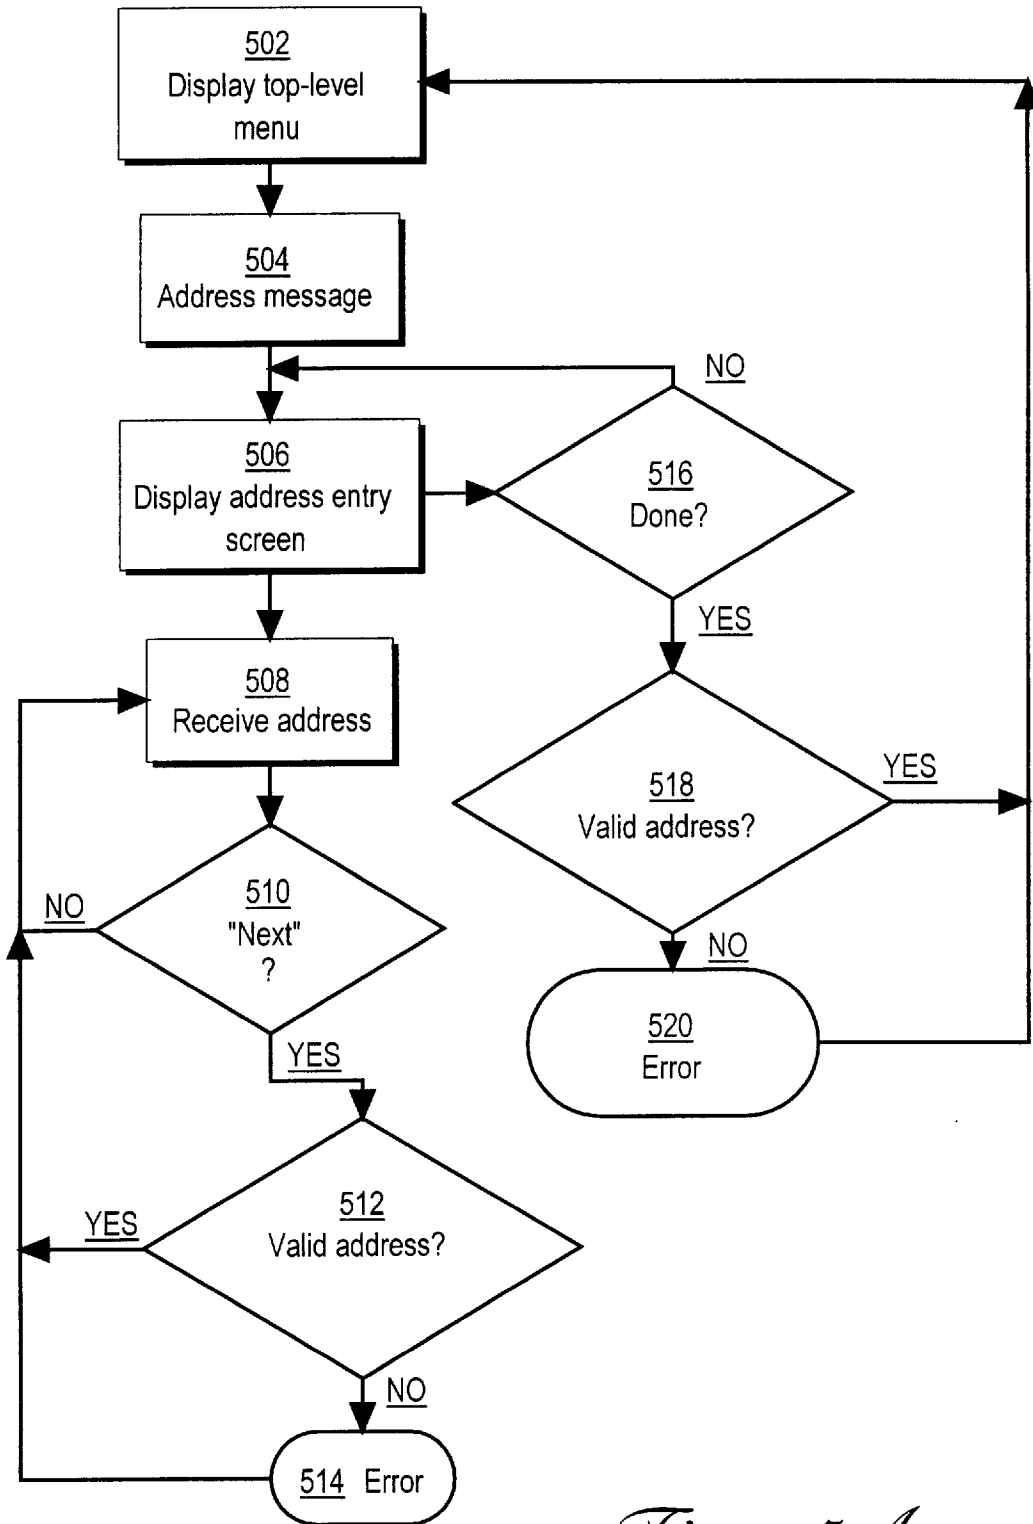 502
Display top-level
menu
504
Address message
NO
506
Display address entry
screen
516
Done?
YES
508
Receive address
518
Valid address?
YES
NO
510
"Next"
?
NO
YES
520
Error
512
Valid address?
YES
NO
514 Error
Figure 5A